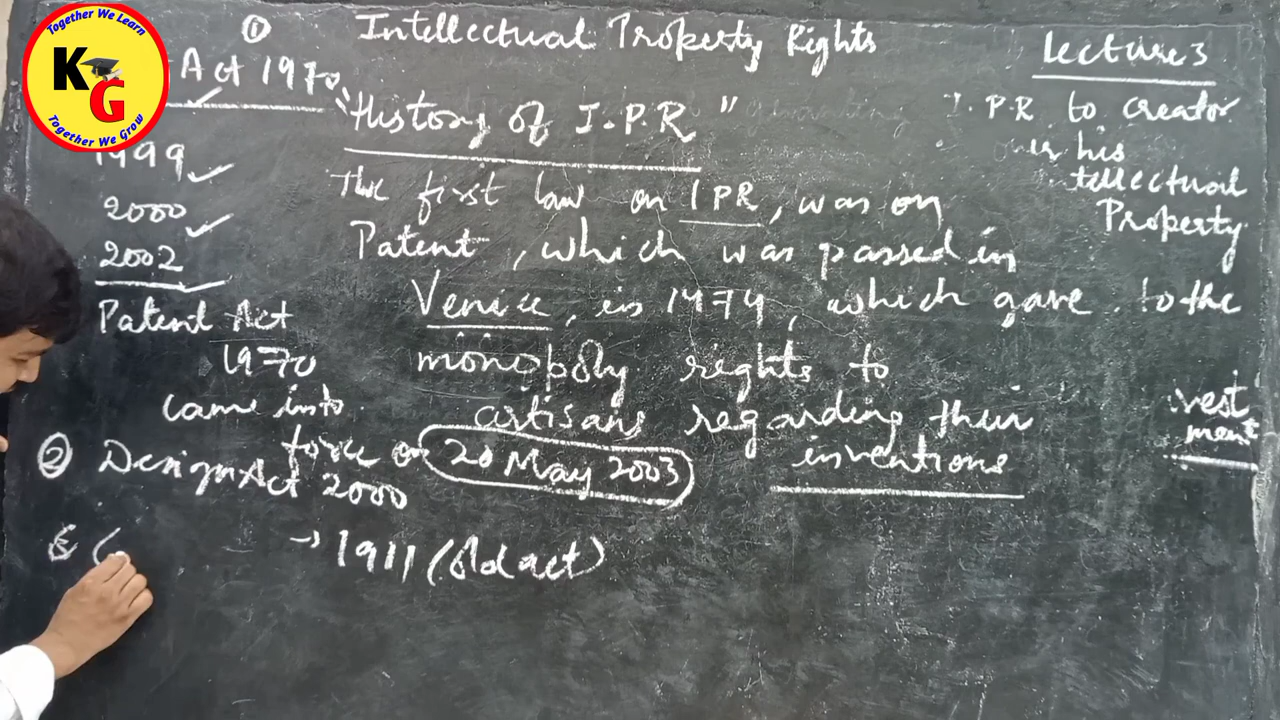 Together We Learn
KG
Together We Grow
①
Intellectual Property Rights
Lecture 3
Act 1970
"History of I.P.R"
I.P.R to creator
his
tellectual
Property
1999
2000
2002
The first law on IPR, was on
Patent, which was passed in
Venice, in 1474, which gave to the
monopoly rights to
artisans regarding their
inventions
vest
ment
Patent Act
1970
came into
force on 20 May 2003
② Design Act 2000
→ 1911 (old act)